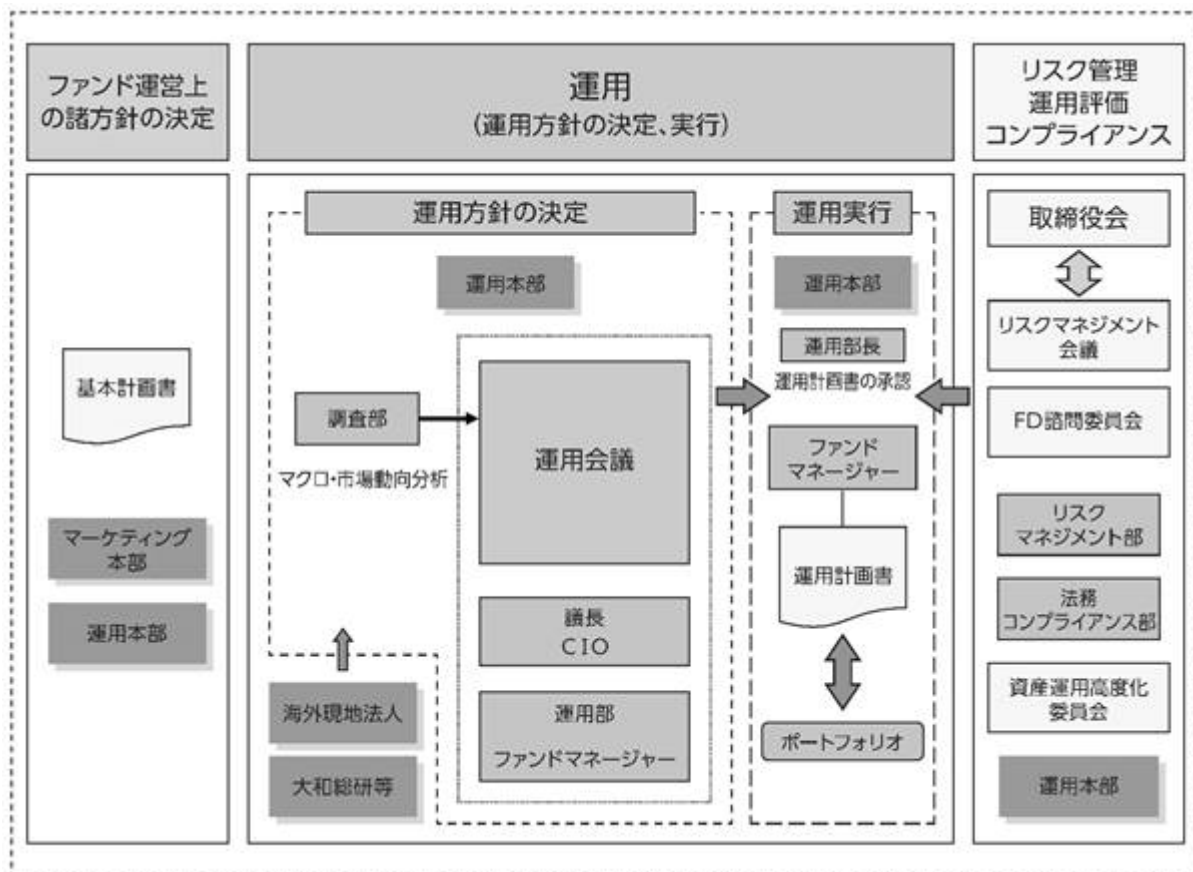 ファンド運営上
の諸方針の決定
運用
(運用方針の決定、実行)
リスク管理
運用評価
コンプライアンス
基本計画書
マーケティング
本部
運用本部
運用方針の決定
運用本部
調査部
マクロ・市場動向分析
運用会議
議長
CIO
運用部
ファンドマネージャー
海外現地法人
大和総研等
運用実行
運用本部
運用部長
運用計画書の承認
ファンド
マネージャー
運用計画書
ポートフォリオ
取締役会
リスクマネジメント
会議
FD諮問委員会
リスク
マネジメント部
法務
コンプライアンス部
資産運用高度化
委員会
運用本部